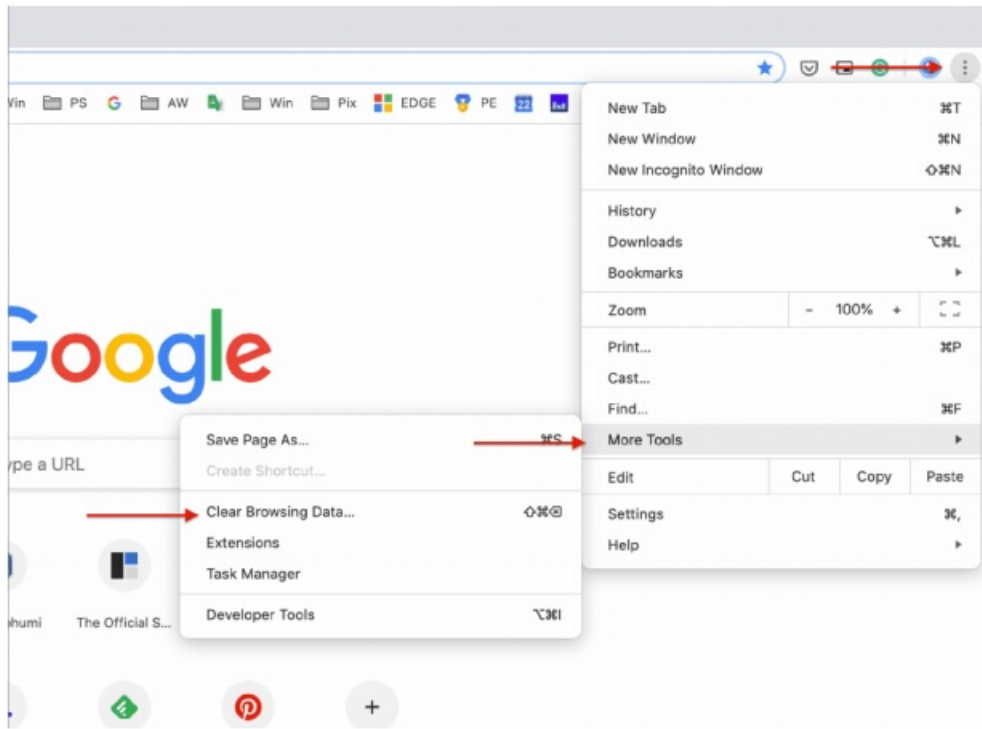 Win PS G AW Win Pix EDGE PE 22
New Tab ⌘T
New Window ⌘N
New Incognito Window ⇧⌘N
History
Downloads ⌥⌘L
Bookmarks
Zoom - 100% +
Print... ⌘P
Cast...
Find... ⌘F
More Tools
Edit Cut Copy Paste
Settings ⌘,
Help
Google
ype a URL
Save Page As... ⌘S
Create Shortcut...
Clear Browsing Data... ⇧⌘⌫
Extensions
Task Manager
Developer Tools ⌥⌘I
ohumi The Official S...
+